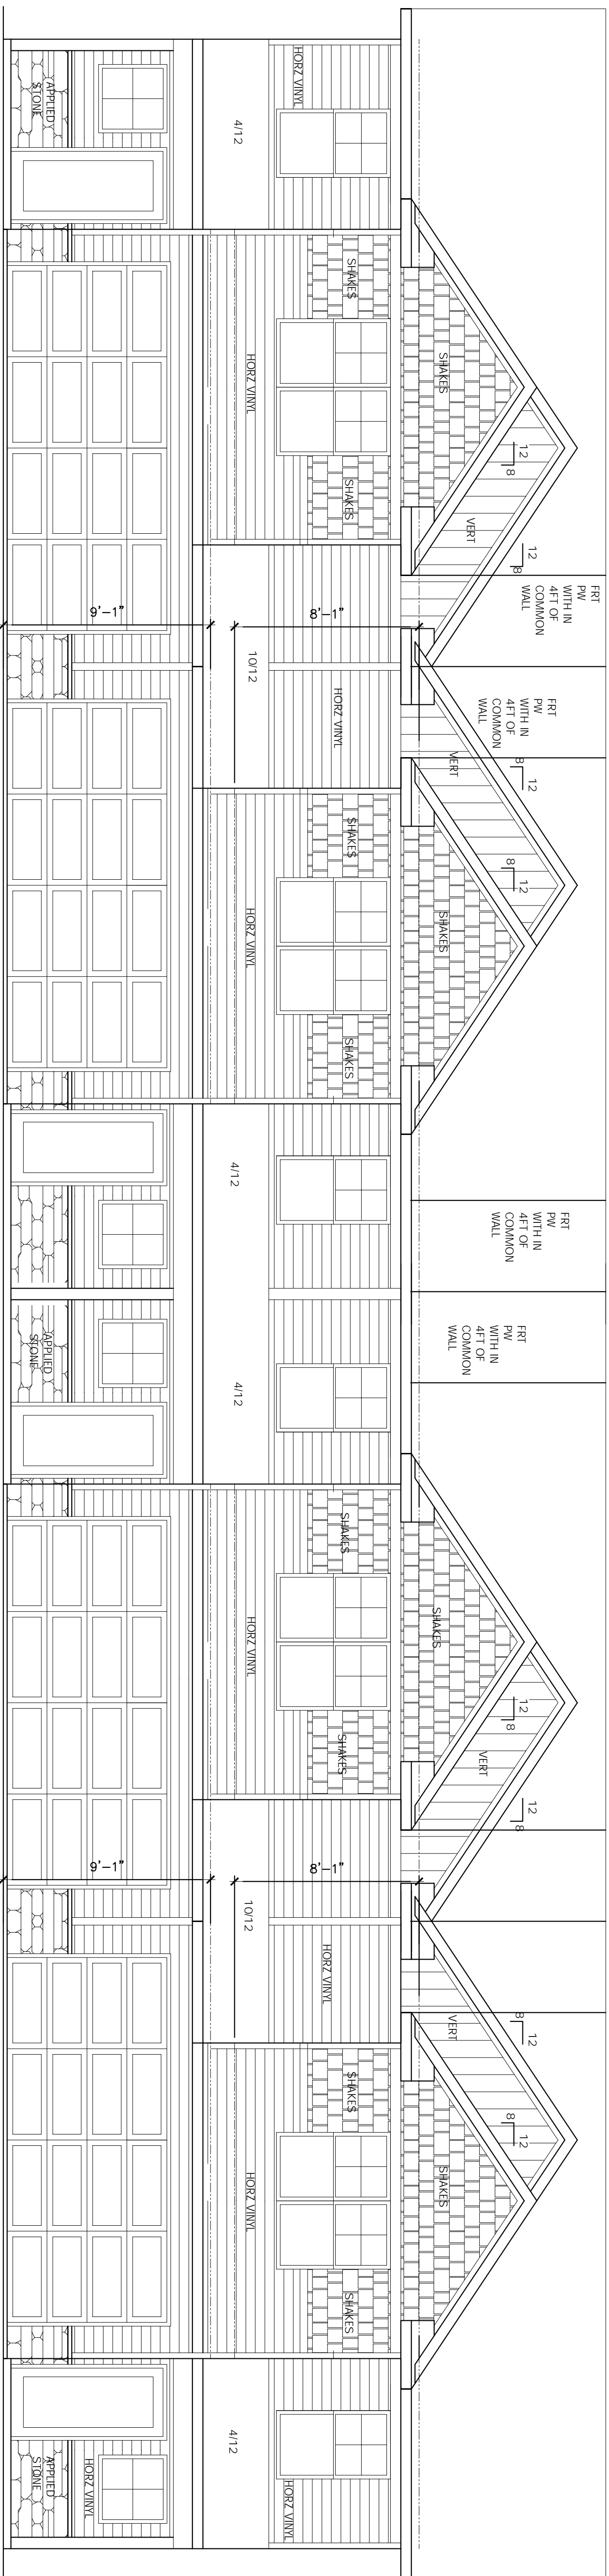 FRT
PW
WITH IN
4FT OF
COMMON
WALL
FRT
PW
WITH IN
4FT OF
COMMON
WALL
FRT
PW
WITH IN
4FT OF
COMMON
WALL
FRT
PW
WITH IN
4FT OF
COMMON
WALL
12
8
12
8
12
8
12
8
12
8
12
8
12
8
12
8
VERT
VERT
VERT
VERT
SHAKES
SHAKES
SHAKES
SHAKES
HORZ VINYL
SHAKES
SHAKES
8'-1"
HORZ VINYL
SHAKES
SHAKES
SHAKES
SHAKES
8'-1"
HORZ VINYL
SHAKES
SHAKES
HORZ VINYL
4/12
HORZ VINYL
10/12
HORZ VINYL
4/12
4/12
HORZ VINYL
10/12
HORZ VINYL
4/12
9'-1"
9'-1"
HORZ VINYL
APPLIED
STONE
APPLIED
STONE
APPLIED
STONE